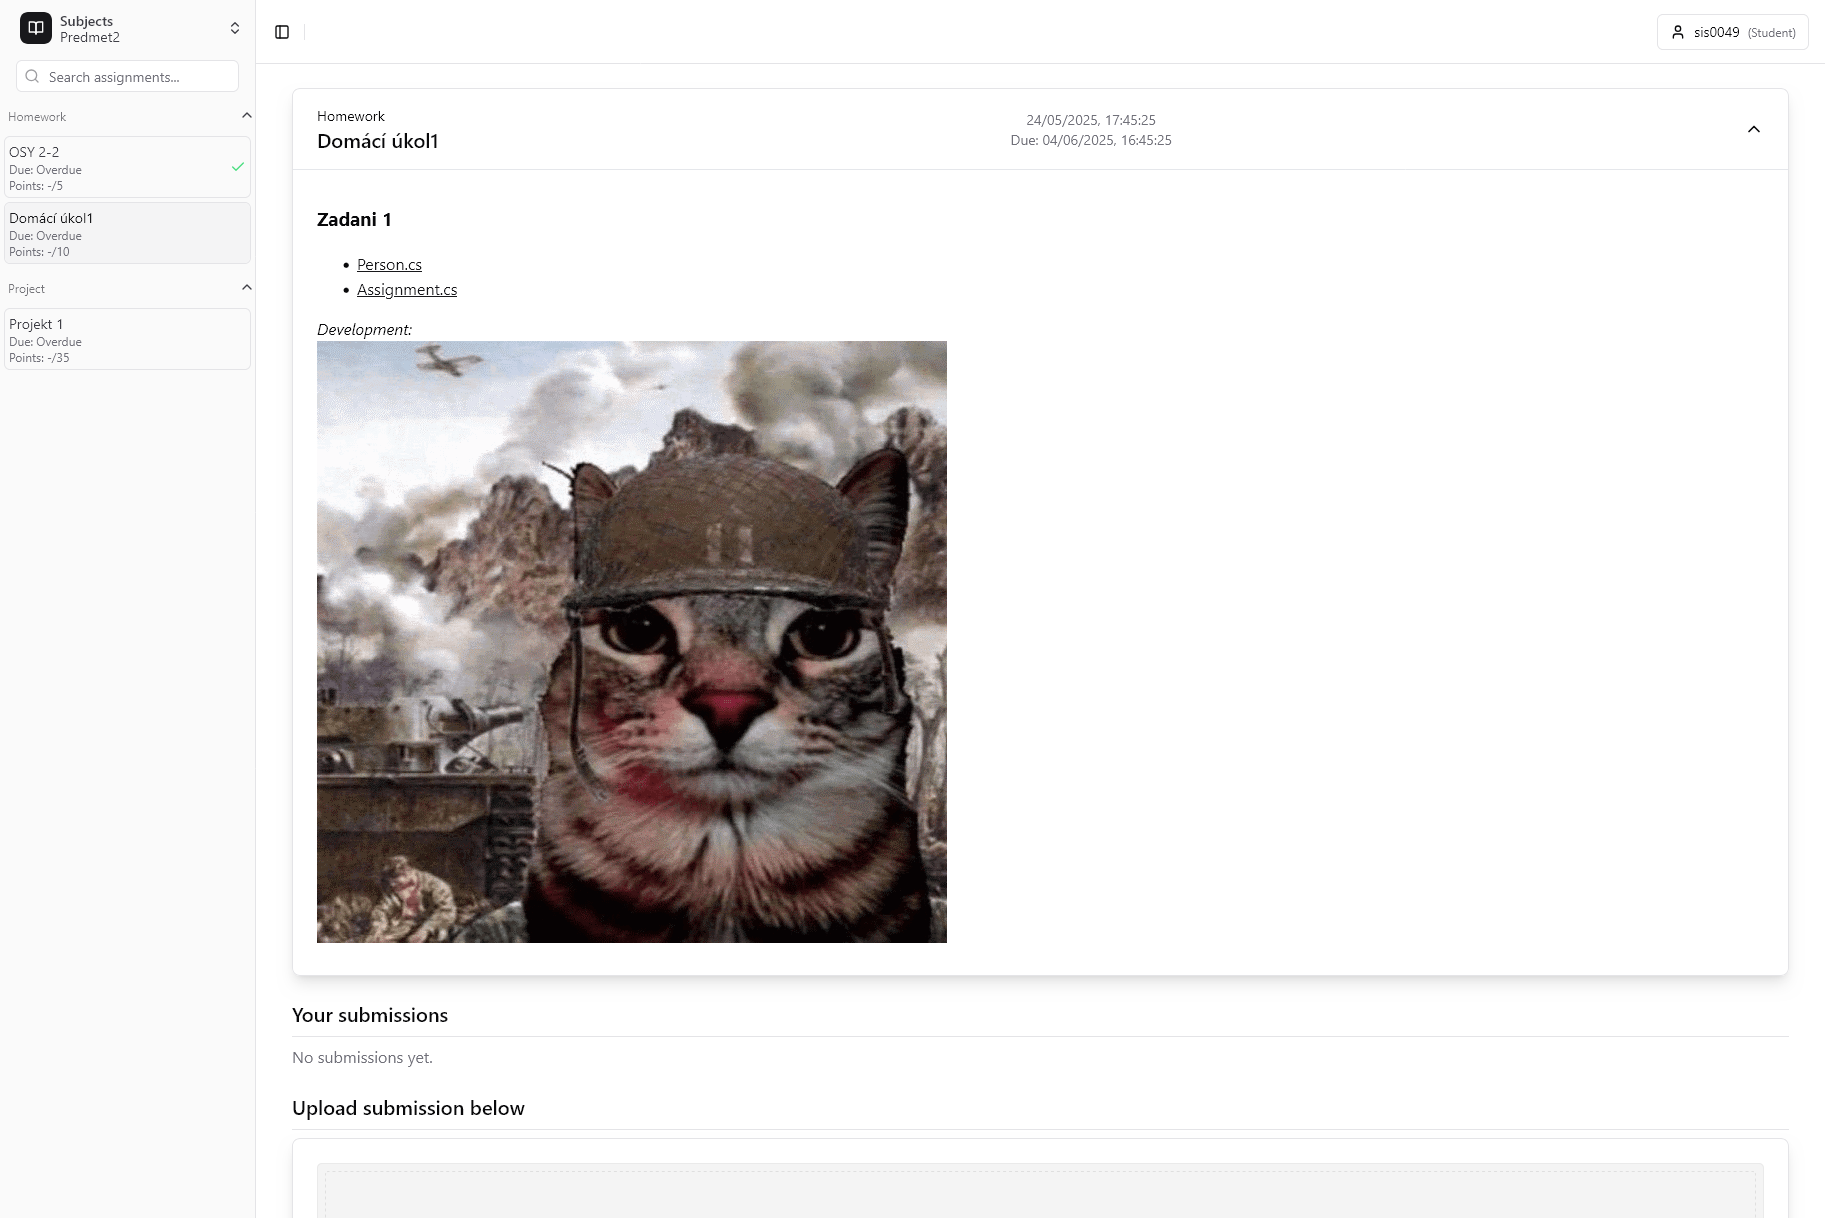 Subjects
Predmet2
Search assignments...
Homework
OSY 2-2
Due: Overdue
Points: -/5
Domácí úkol1
Due: Overdue
Points: -/10
Project
Projekt 1
Due: Overdue
Points: -/35
sis0049 (Student)
Homework
Domácí úkol1
24/05/2025, 17:45:25
Due: 04/06/2025, 16:45:25
Zadani 1
Person.cs
Assignment.cs
Development:
Your submissions
No submissions yet.
Upload submission below